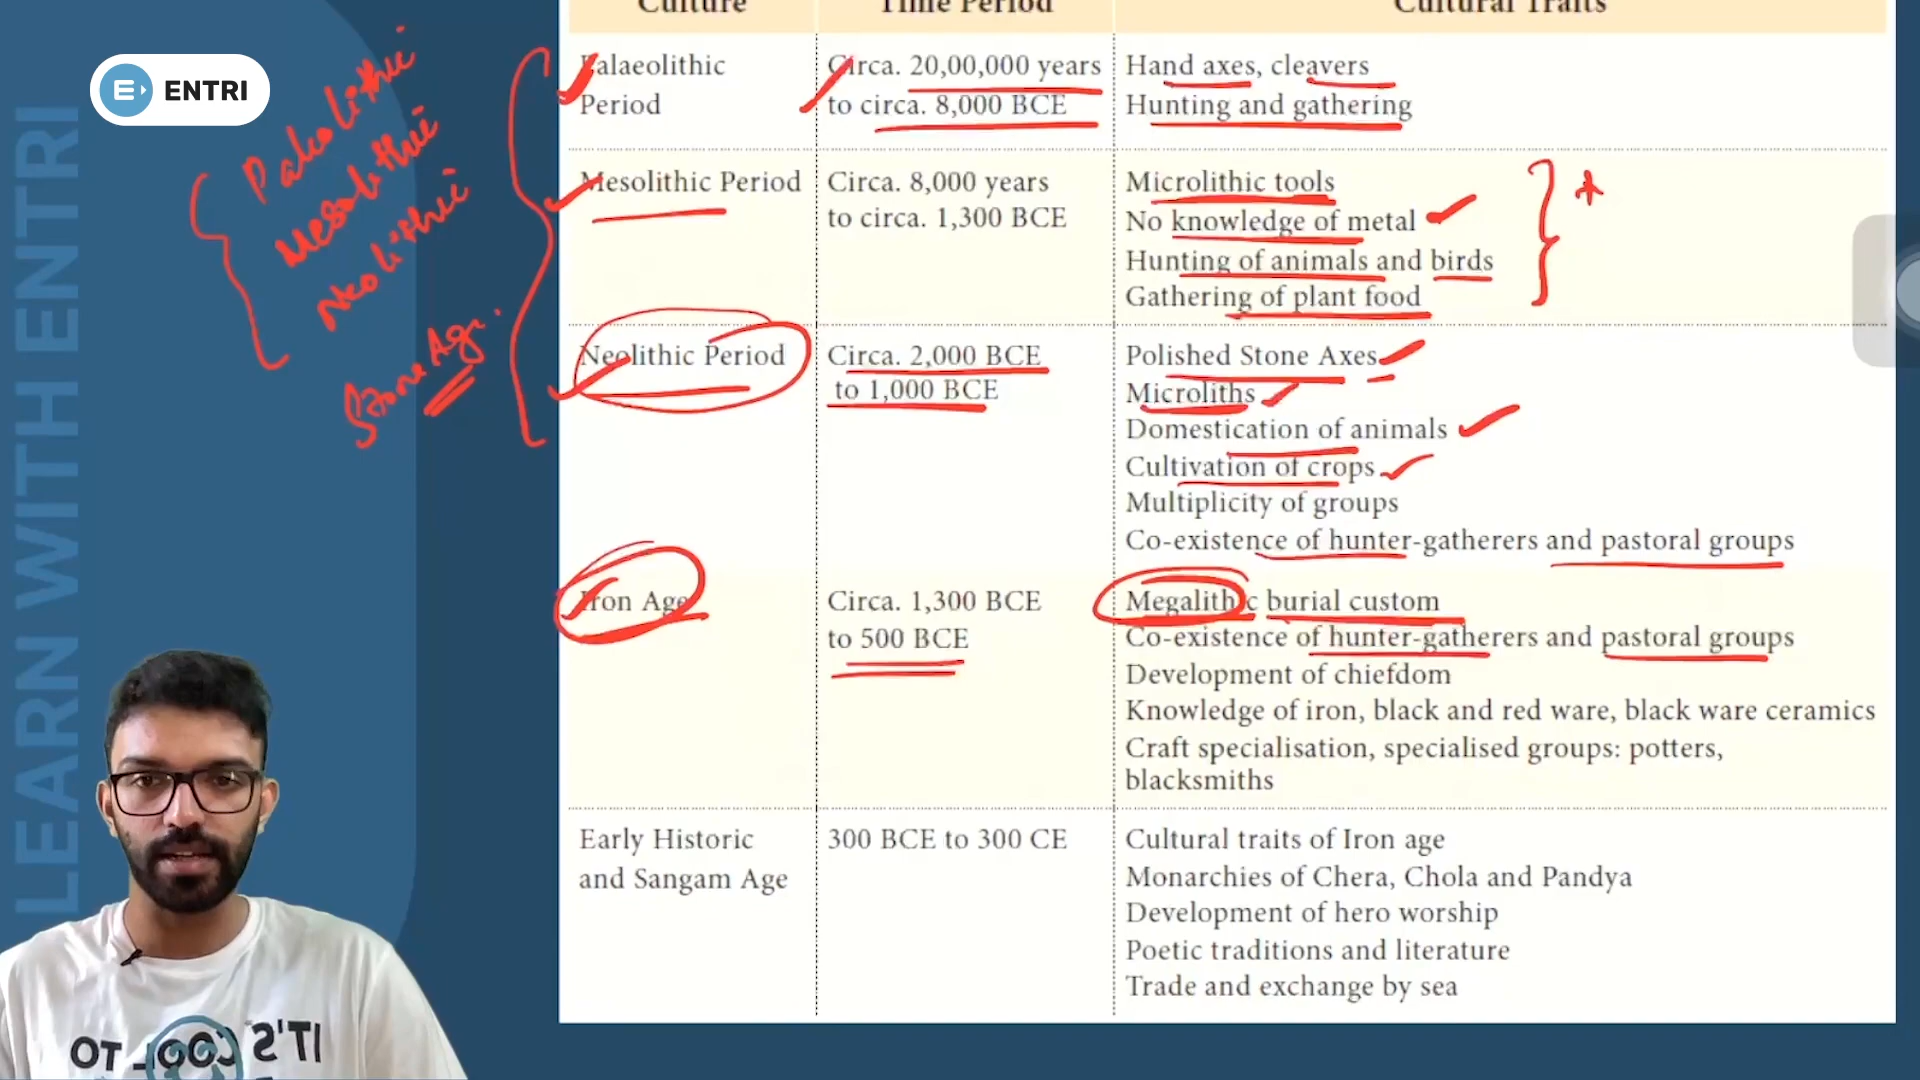 ENTRI
LEARN WITH ENTRI
Paleolithic
Mesolithic
Neolithic
Stone Age.
Culture
Time Period
Cultural Traits
Palaeolithic
Period
Circa. 20,00,000 years
to circa. 8,000 BCE
Hand axes, cleavers
Hunting and gathering
Mesolithic Period
Circa. 8,000 years
to circa. 1,300 BCE
Microlithic tools
No knowledge of metal
Hunting of animals and birds
Gathering of plant food
Neolithic Period
Circa. 2,000 BCE
to 1,000 BCE
Polished Stone Axes
Microliths
Domestication of animals
Cultivation of crops
Multiplicity of groups
Co-existence of hunter-gatherers and pastoral groups
Iron Age
Circa. 1,300 BCE
to 500 BCE
Megalithic burial custom
Co-existence of hunter-gatherers and pastoral groups
Development of chiefdom
Knowledge of iron, black and red ware, black ware ceramics
Craft specialisation, specialised groups: potters,
blacksmiths
Early Historic
and Sangam Age
300 BCE to 300 CE
Cultural traits of Iron age
Monarchies of Chera, Chola and Pandya
Development of hero worship
Poetic traditions and literature
Trade and exchange by sea
IT'S COOL TO